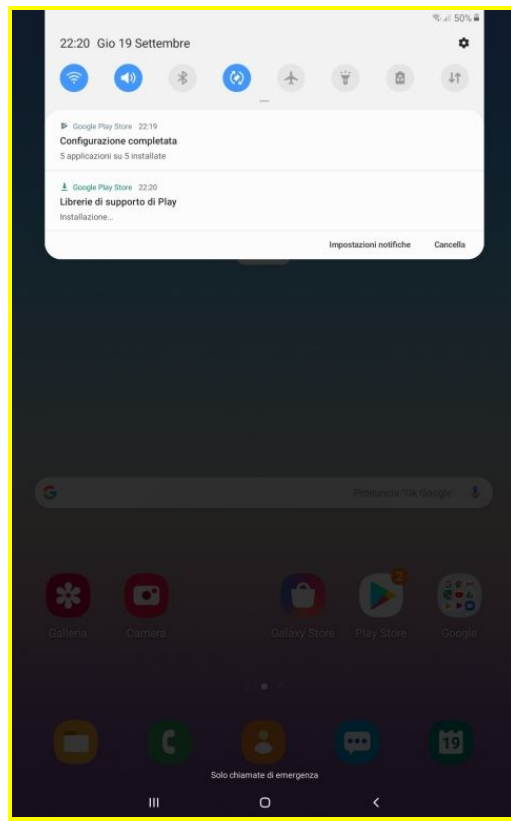 50%
22:20 Gio 19 Settembre
Google Play Store 22:19
Configurazione completata
5 applicazioni su 5 installate
Google Play Store 22:20
Librerie di supporto di Play
Installazione...
Impostazioni notifiche Cancella
G Pronuncia "Ok Google"
2
Galleria Camera Galaxy Store Play Store Google
19
Solo chiamate di emergenza